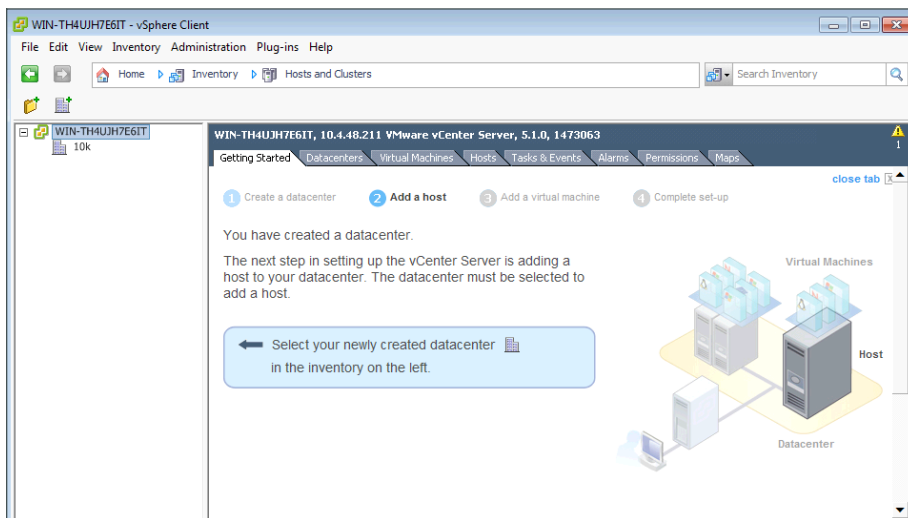 WIN-TH4UJH7E6IT - vSphere Client
File Edit View Inventory Administration Plug-ins Help
Home Inventory Hosts and Clusters
Search Inventory
WIN-TH4UJH7E6IT
10k
WIN-TH4UJH7E6IT, 10.4.48.211 VMware vCenter Server, 5.1.0, 1473063
1
Getting Started Datacenters Virtual Machines Hosts Tasks & Events Alarms Permissions Maps
close tab
1 Create a datacenter 2 Add a host 3 Add a virtual machine 4 Complete set-up
You have created a datacenter.
The next step in setting up the vCenter Server is adding a
host to your datacenter. The datacenter must be selected to
add a host.
Select your newly created datacenter
in the inventory on the left.
Virtual Machines
Host
Datacenter